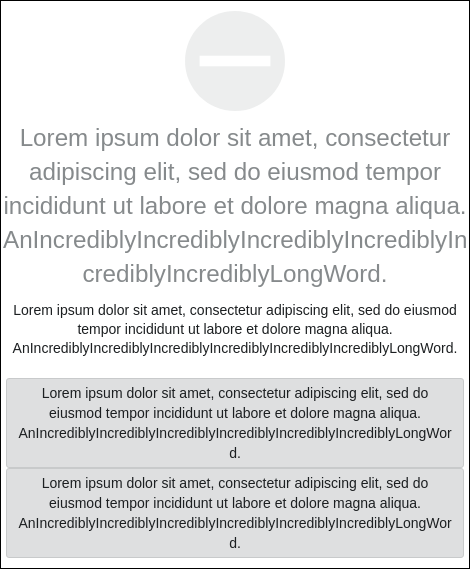 Lorem ipsum dolor sit amet, consectetur
adipiscing elit, sed do eiusmod tempor
incididunt ut labore et dolore magna aliqua.
AnIncrediblyIncrediblyIncrediblyIncrediblyIn
crediblyIncrediblyLongWord.
Lorem ipsum dolor sit amet, consectetur adipiscing elit, sed do eiusmod
tempor incididunt ut labore et dolore magna aliqua.
AnIncrediblyIncrediblyIncrediblyIncrediblyIncrediblyIncrediblyLongWord.
Lorem ipsum dolor sit amet, consectetur adipiscing elit, sed do
eiusmod tempor incididunt ut labore et dolore magna aliqua.
AnIncrediblyIncrediblyIncrediblyIncrediblyIncrediblyIncrediblyLongWor
d.
Lorem ipsum dolor sit amet, consectetur adipiscing elit, sed do
eiusmod tempor incididunt ut labore et dolore magna aliqua.
AnIncrediblyIncrediblyIncrediblyIncrediblyIncrediblyIncrediblyLongWor
d.